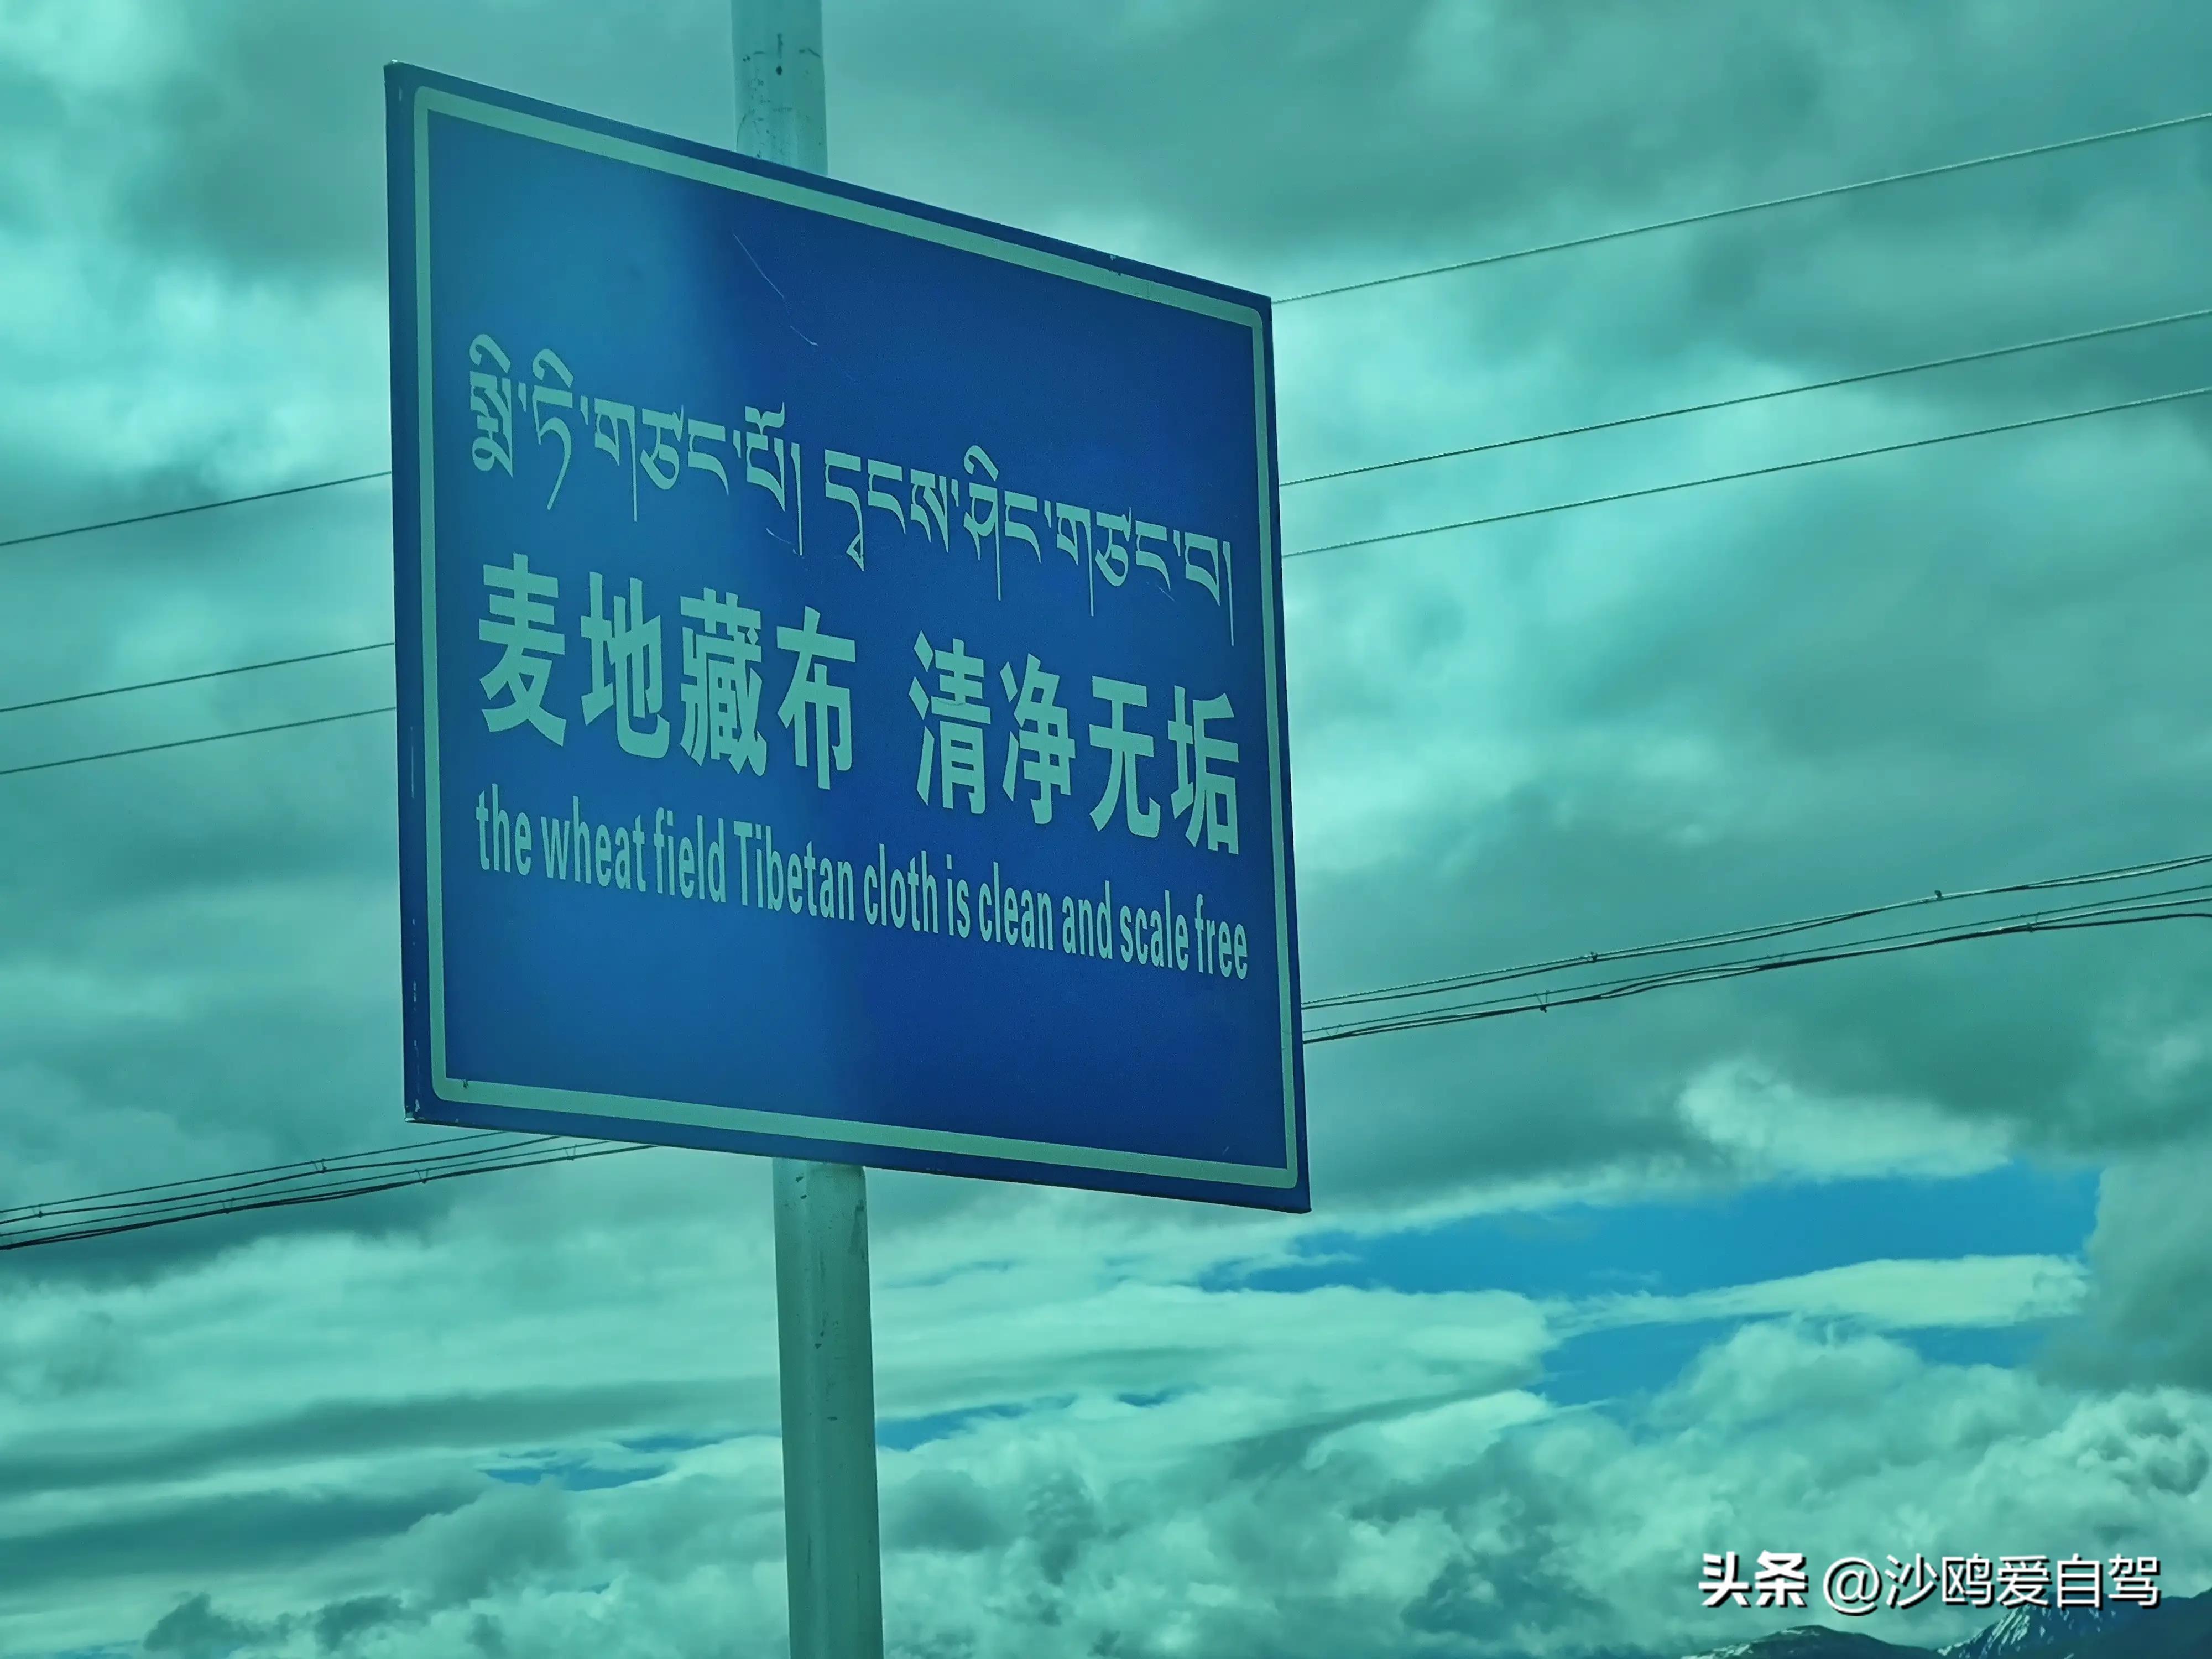 སྨེ་ཏི་གཙང་པོ། དྭངས་ཤིང་གཙང་བ།
麦地藏布 清净无垢
the wheat field Tibetan cloth is clean and scale free
头条 @沙鸥爱自驾